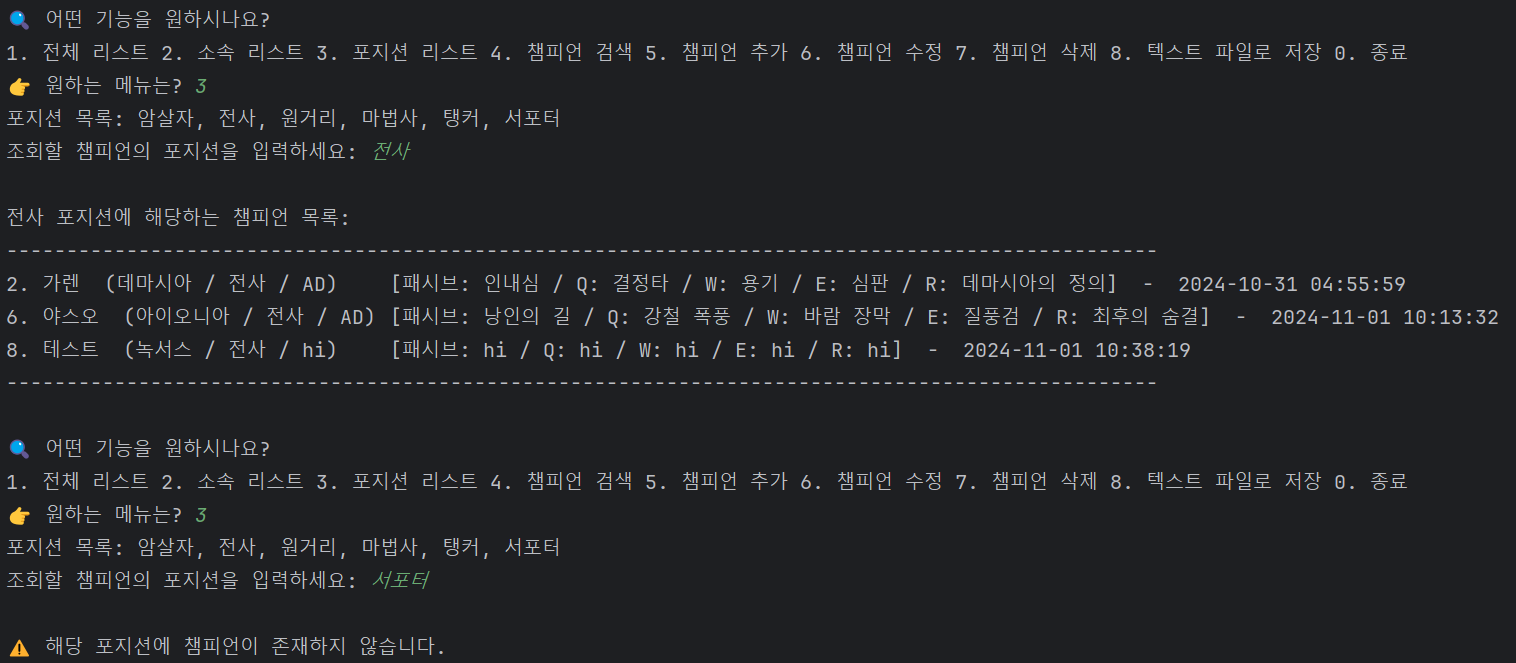 🔍 어떤 기능을 원하시나요?
1. 전체 리스트 2. 소속 리스트 3. 포지션 리스트 4. 챔피언 검색 5. 챔피언 추가 6. 챔피언 수정 7. 챔피언 삭제 8. 텍스트 파일로 저장 0. 종료
👉 원하는 메뉴는? 3
포지션 목록: 암살자, 전사, 원거리, 마법사, 탱커, 서포터
조회할 챔피언의 포지션을 입력하세요: 전사
전사 포지션에 해당하는 챔피언 목록:
------------------------------------------------------------------------------------------------
2. 가렌  (데마시아 / 전사 / AD)    [패시브: 인내심 / Q: 결정타 / W: 용기 / E: 심판 / R: 데마시아의 정의]  -  2024-10-31 04:55:59
6. 야스오  (아이오니아 / 전사 / AD) [패시브: 낭인의 길 / Q: 강철 폭풍 / W: 바람 장막 / E: 질풍검 / R: 최후의 숨결]  -  2024-11-01 10:13:32
8. 테스트  (녹서스 / 전사 / hi)    [패시브: hi / Q: hi / W: hi / E: hi / R: hi]  -  2024-11-01 10:38:19
------------------------------------------------------------------------------------------------
🔍 어떤 기능을 원하시나요?
1. 전체 리스트 2. 소속 리스트 3. 포지션 리스트 4. 챔피언 검색 5. 챔피언 추가 6. 챔피언 수정 7. 챔피언 삭제 8. 텍스트 파일로 저장 0. 종료
👉 원하는 메뉴는? 3
포지션 목록: 암살자, 전사, 원거리, 마법사, 탱커, 서포터
조회할 챔피언의 포지션을 입력하세요: 서포터
⚠️ 해당 포지션에 챔피언이 존재하지 않습니다.